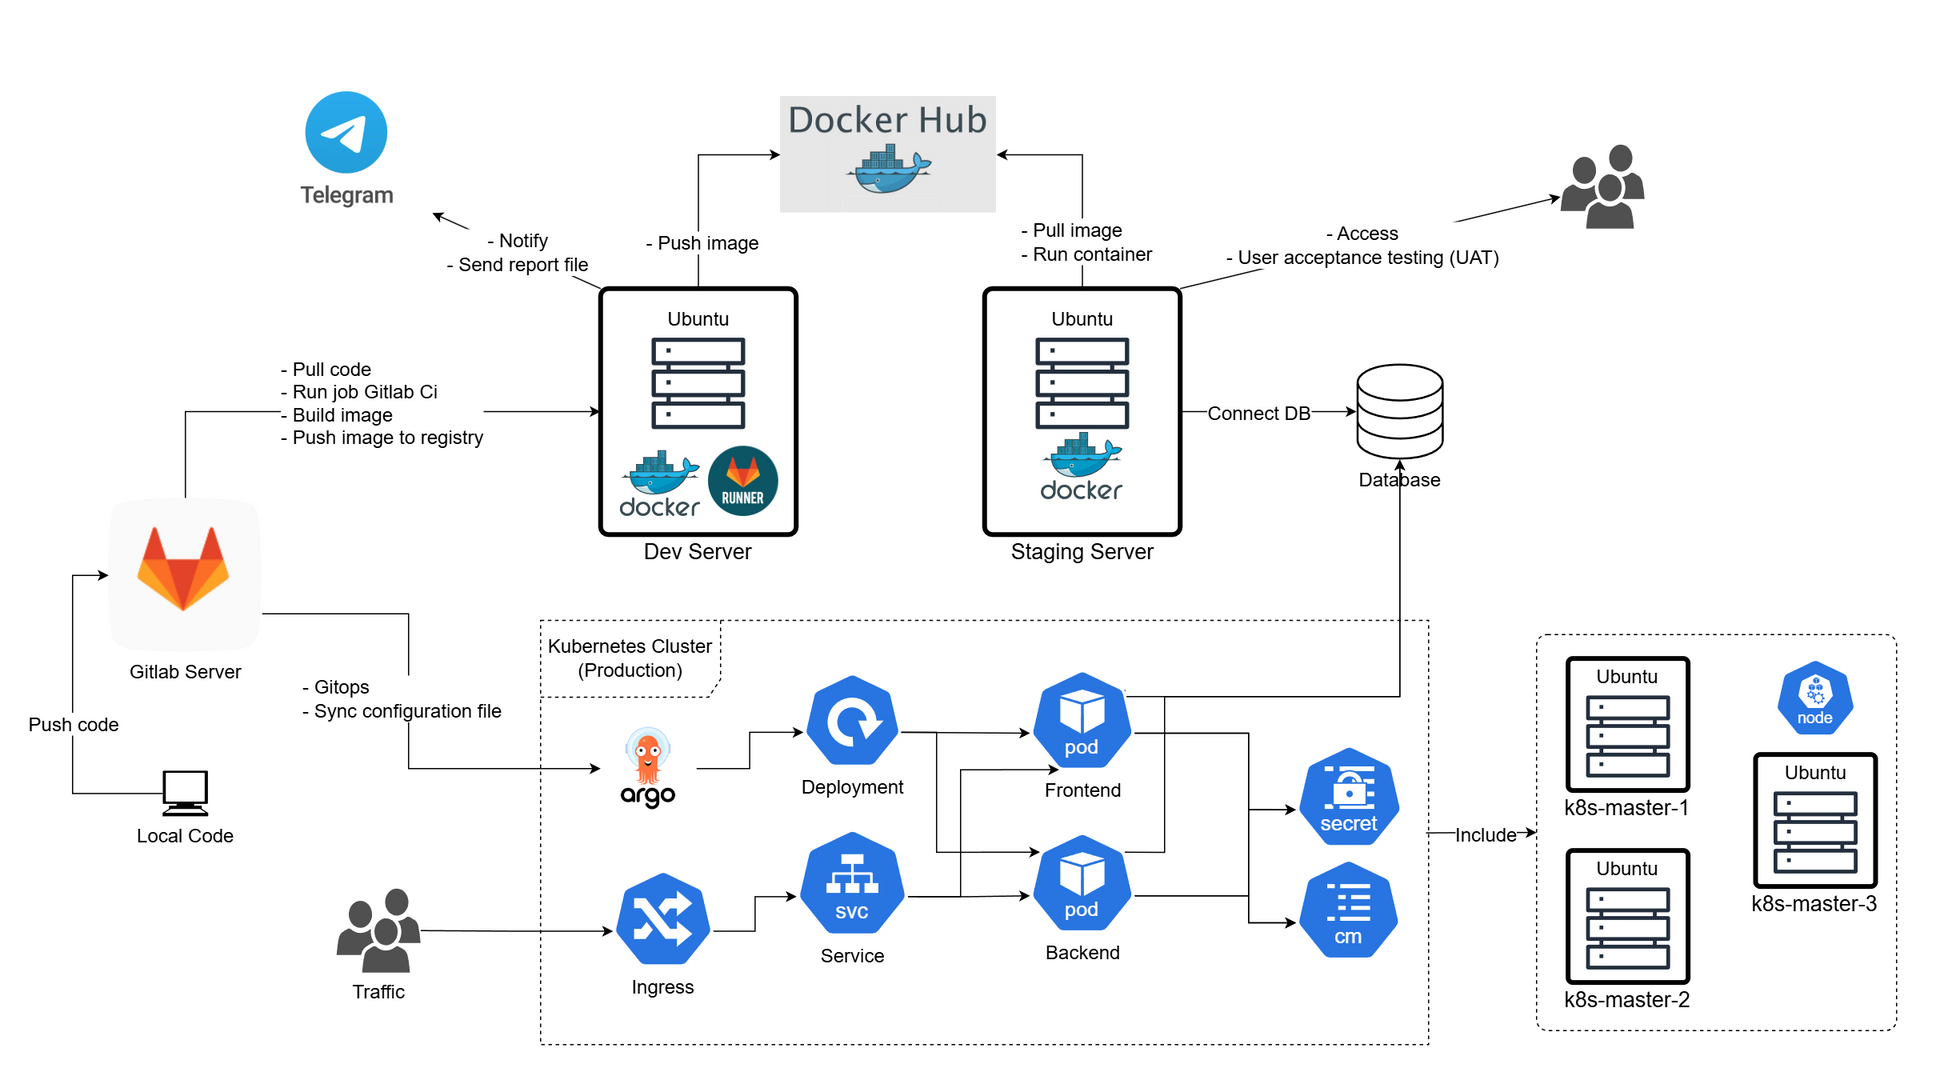 Docker Hub
Telegram
- Notify
- Send report file
- Push image
- Pull image
- Run container
- Access
- User acceptance testing (UAT)
Ubuntu
Ubuntu
- Pull code
- Run job Gitlab Ci
- Build image
- Push image to registry
Connect DB
Database
docker
RUNNER
docker
Dev Server
Staging Server
Gitlab Server
- Gitops
- Sync configuration file
Push code
Local Code
Kubernetes Cluster
(Production)
argo
Deployment
pod
Frontend
secret
svc
Service
pod
Backend
cm
Ingress
Traffic
Include
Ubuntu
k8s-master-1
node
Ubuntu
k8s-master-3
Ubuntu
k8s-master-2